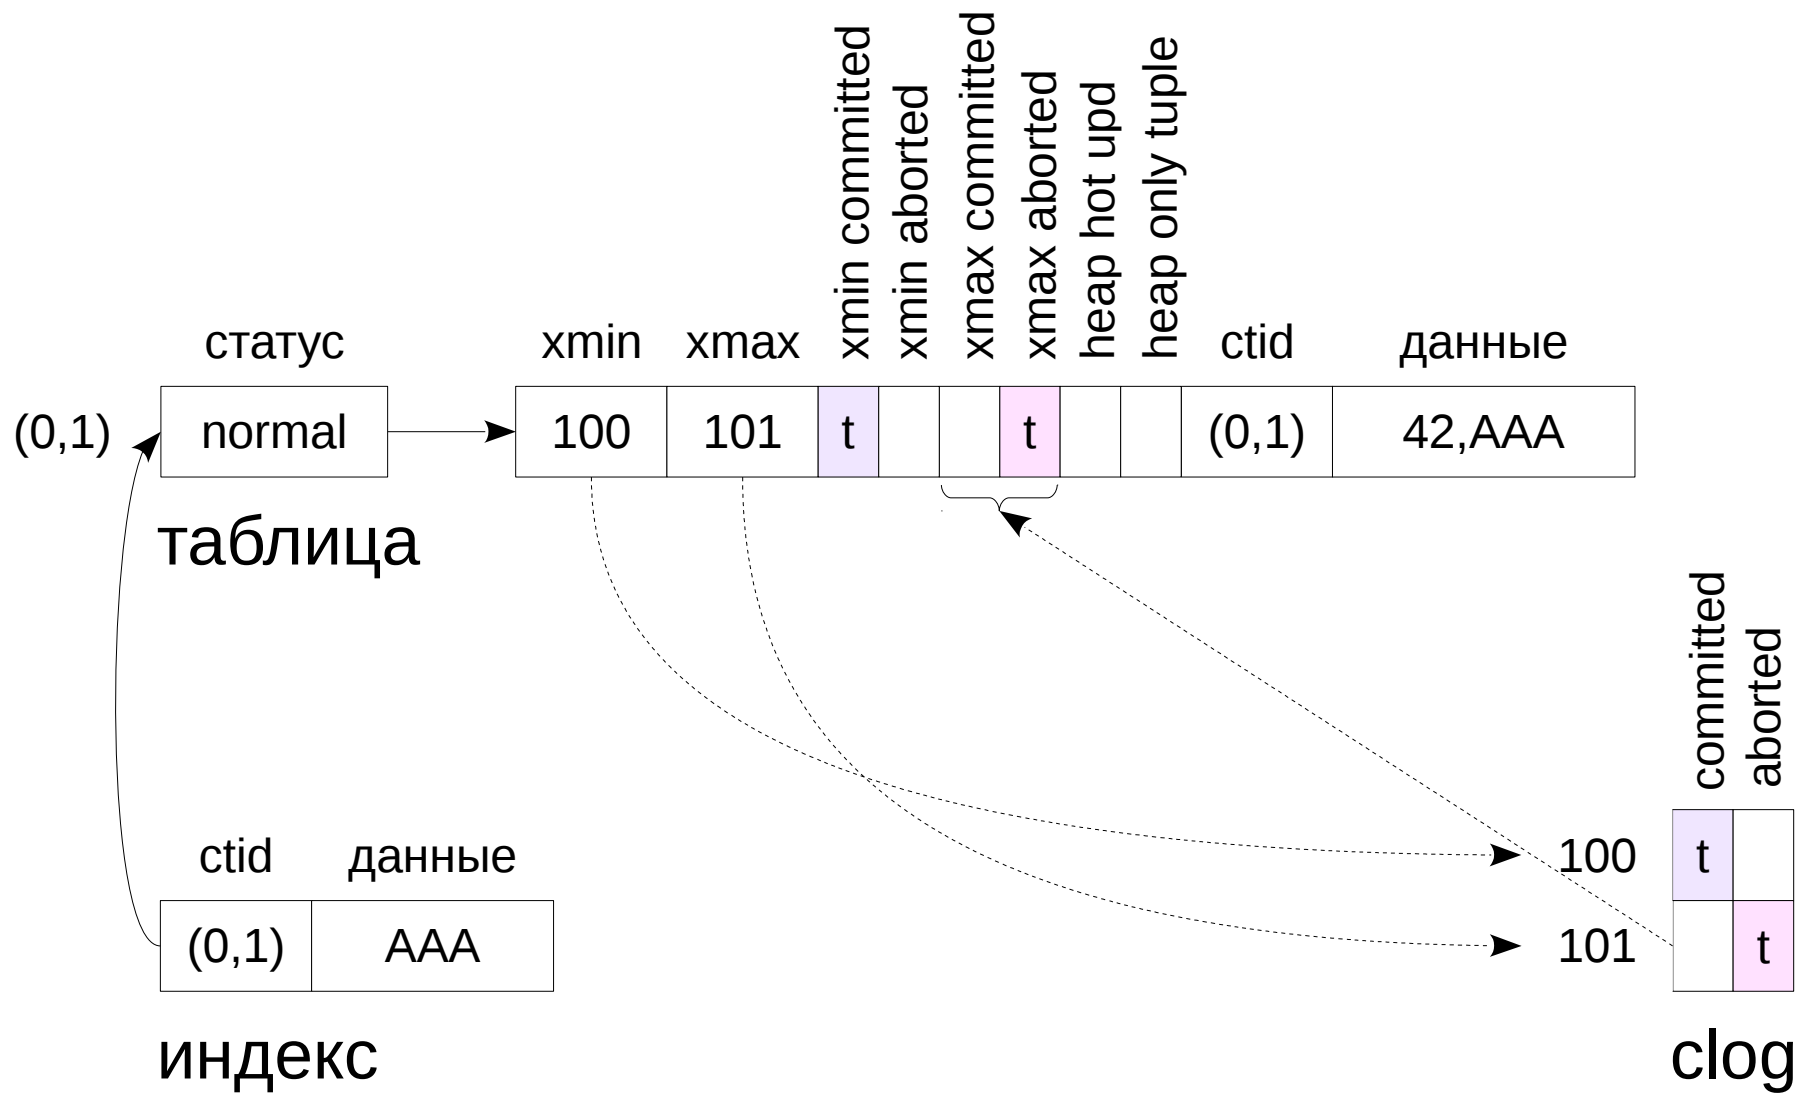 xmin committed
xmin aborted
xmax committed
xmax aborted
heap hot upd
heap only tuple
статус
xmin
xmax
ctid
данные
(0,1)
normal
100
101
t
t
(0,1)
42,AAA
таблица
committed
aborted
ctid
данные
100
t
(0,1)
AAA
101
t
индекс
clog